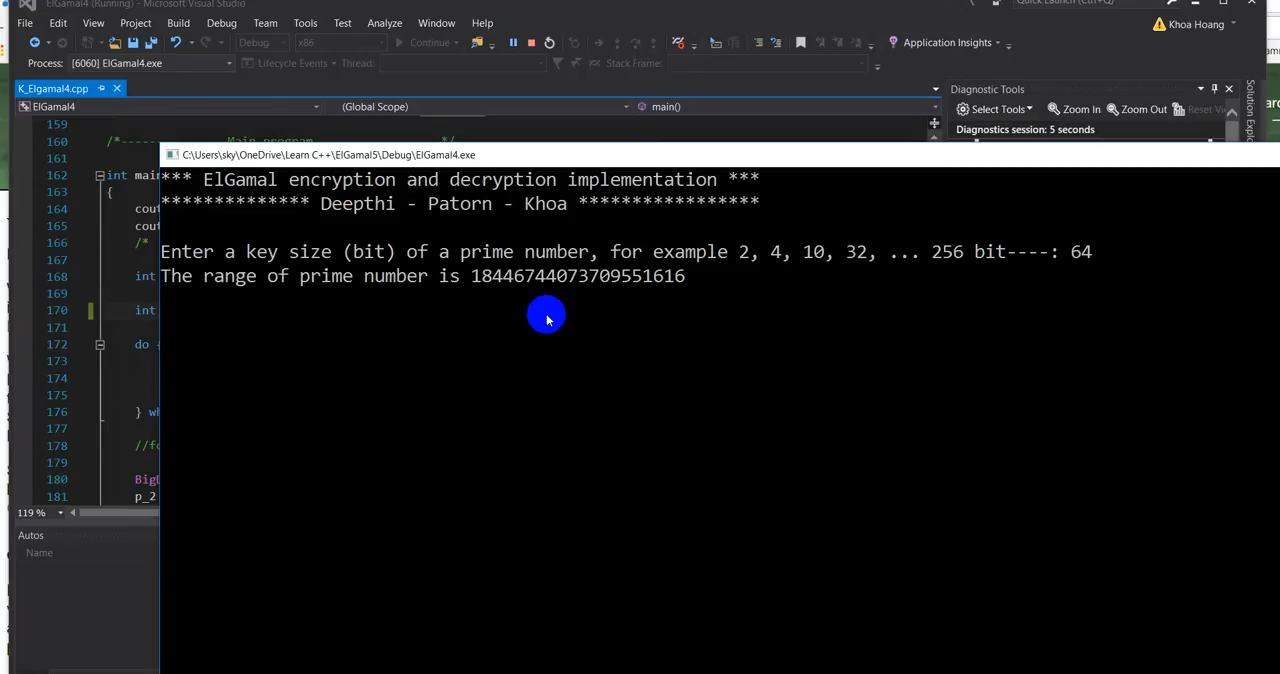 ElGamal4 (Running) - Microsoft Visual Studio
Quick Launch (Ctrl+Q)
File Edit View Project Build Debug Team Tools Test Analyze Window Help
Khoa Hoang
Debug x86 Continue Application Insights
Process: [6060] ElGamal4.exe Lifecycle Events Thread: Stack Frame:
K_Elgamal4.cpp
Diagnostic Tools
ElGamal4 (Global Scope) main()
Select Tools Zoom In Zoom Out
Diagnostics session: 5 seconds
159
160 /*------- Main program */
161
C:\Users\sky\OneDrive\Learn C++\ElGamal5\Debug\ElGamal4.exe
162 int mai
*** ElGamal encryption and decryption implementation ***
163 {
164 cou
************** Deepthi - Patorn - Khoa *****************
165 cou
166 /*
Enter a key size (bit) of a prime number, for example 2, 4, 10, 32, ... 256 bit----: 64
167
168 int
The range of prime number is 18446744073709551616
169
170 int
171
172 do {
173
174
175
176 } wh
177
178 //fo
179
180 BigD
181 p_2
119 %
Autos
Name